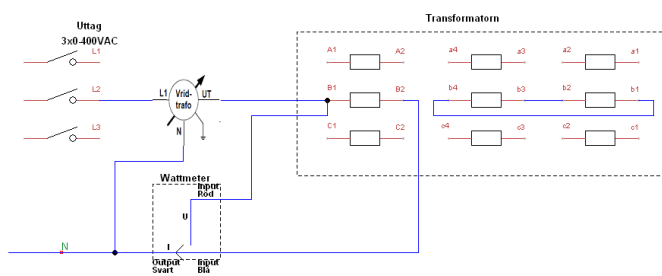 Uttag
3x0-400VAC
Transformatorn
L1
A1 A2 a4 a3 a2 a1
L2 L1 Vrid- trafo UT B1 B2 b4 b3 b2 b1
L3 N C1 C2 c4 c3 c2 c1
Wattmeter
Input
Röd
U
N I
Output Input
Svart Blå